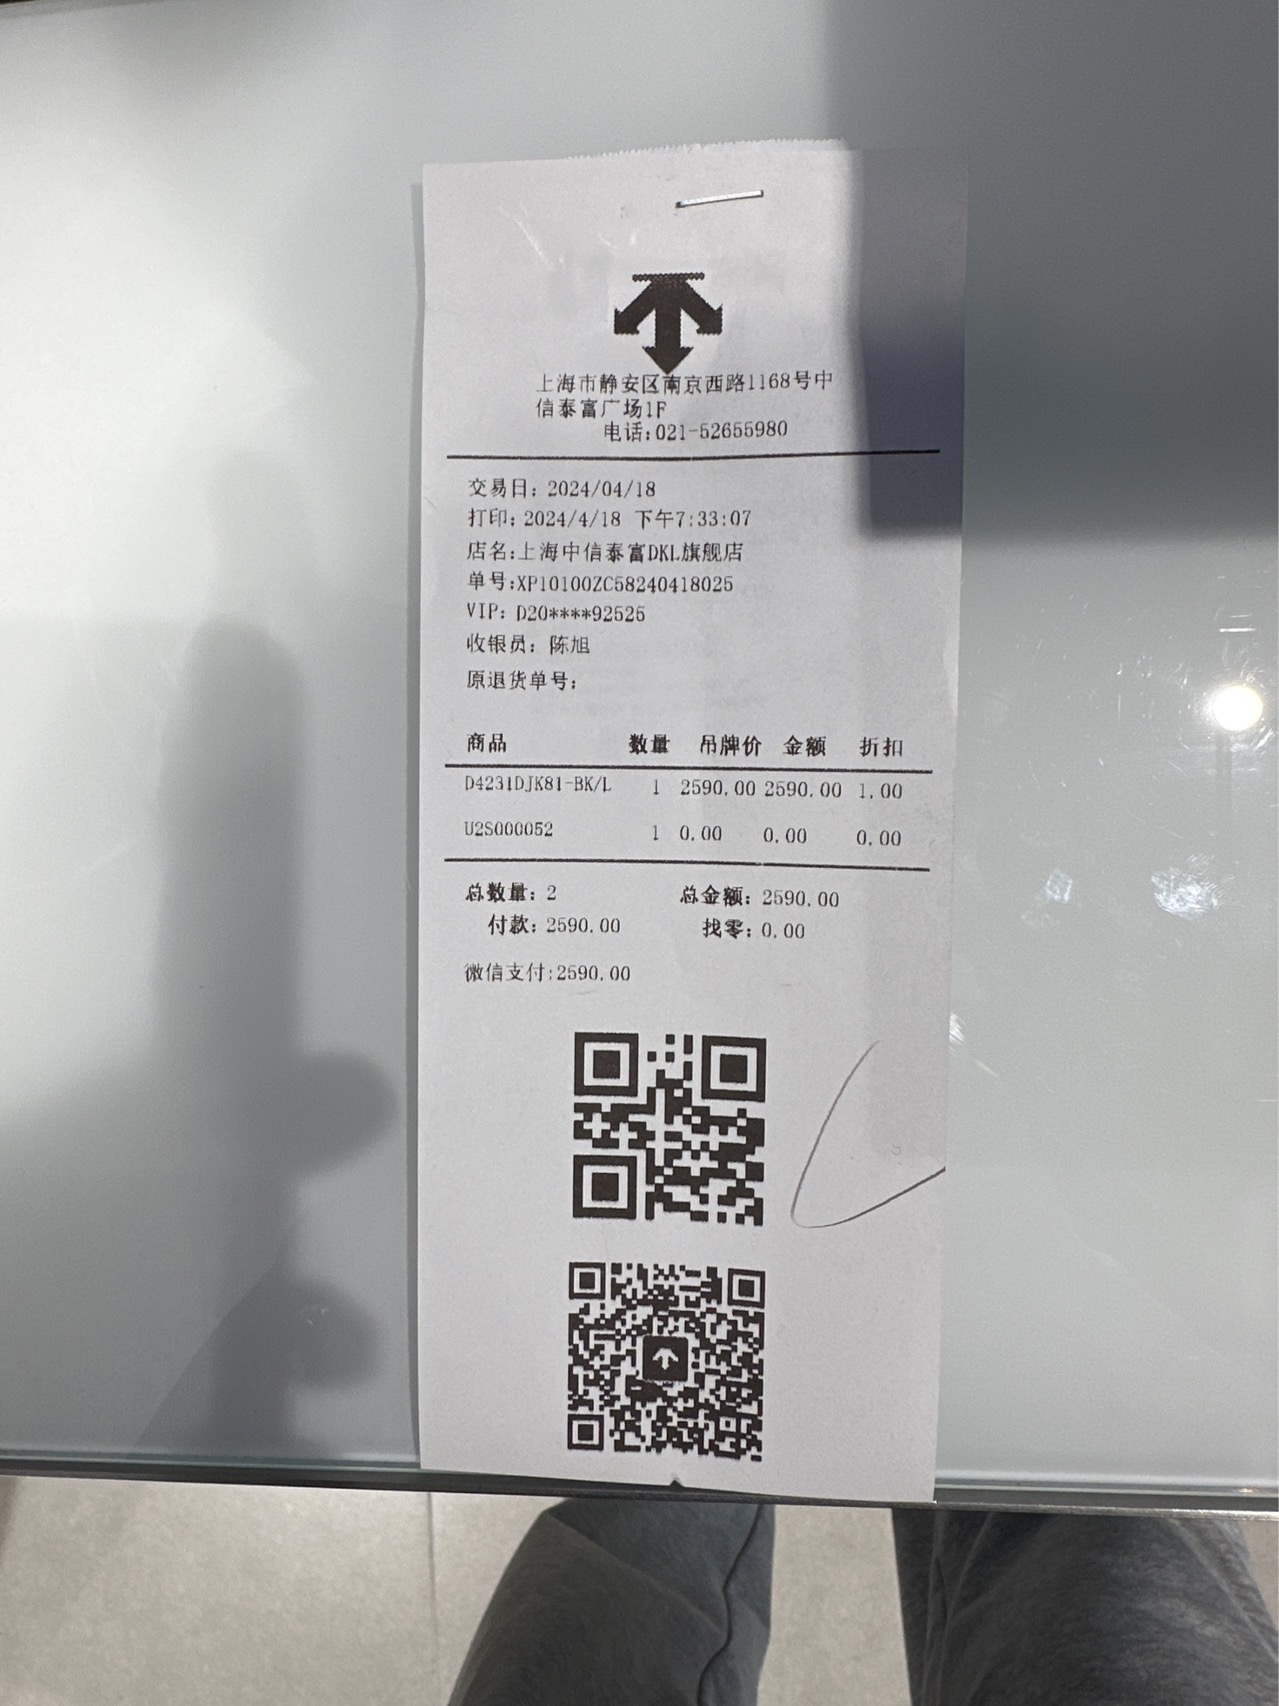 上海市静安区南京西路1168号中
信泰富广场1F
电话:021-52655980
交易日: 2024/04/18
打印: 2024/4/18 下午7:33:07
店名:上海中信泰富DKL旗舰店
单号:XP10100ZC58240418025
VIP: D20****92525
收银员: 陈旭
原退货单号:
商品 数量 吊牌价 金额 折扣
D4231DJK81-BK/L 1 2590.00 2590.00 1.00
U2S000052 1 0.00 0.00 0.00
总数量: 2 总金额: 2590.00
付款: 2590.00 找零: 0.00
微信支付:2590.00